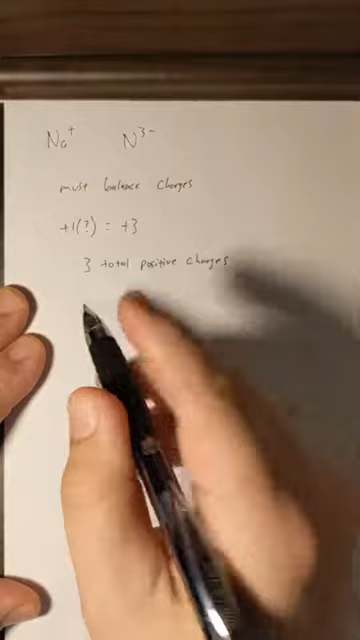 Na⁺ N³⁻
must balance charges
+1(?) = +3
3 total positive charges